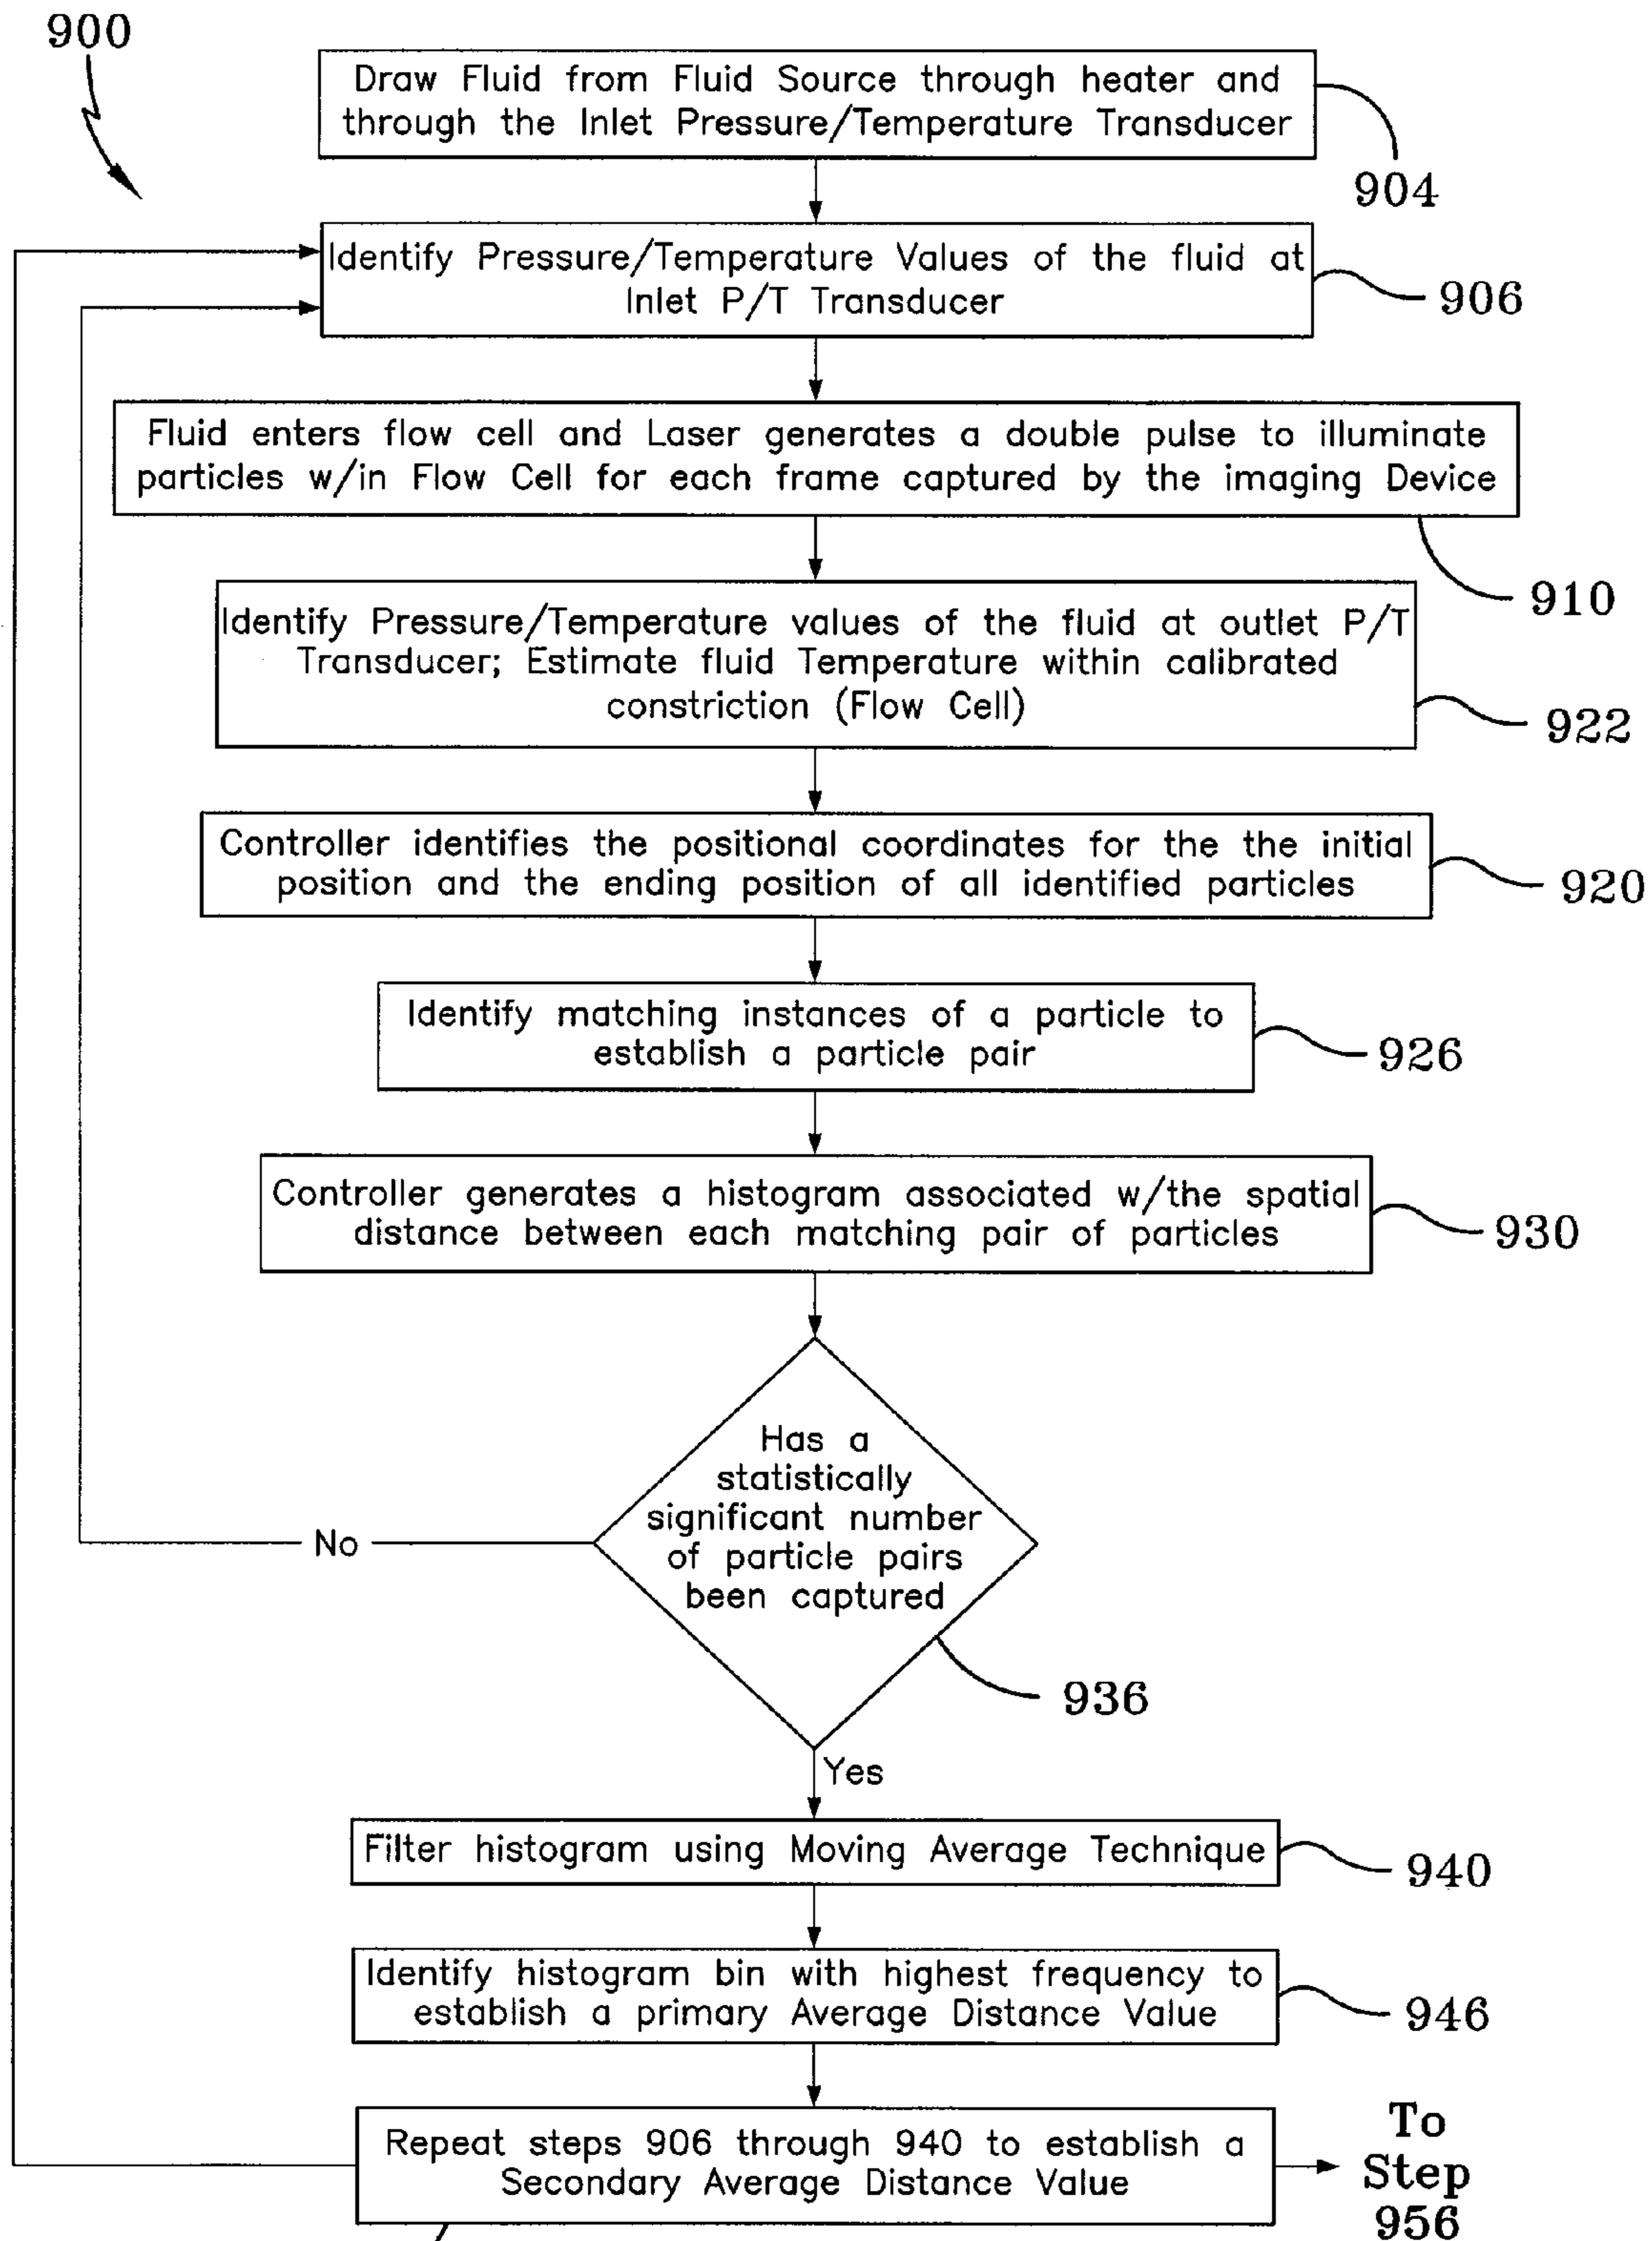 900
Draw Fluid from Fluid Source through heater and
through the Inlet Pressure/Temperature Transducer
904
Identify Pressure/Temperature Values of the fluid at
Inlet P/T Transducer
906
Fluid enters flow cell and Laser generates a double pulse to illuminate
particles w/in Flow Cell for each frame captured by the imaging Device
910
Identify Pressure/Temperature values of the fluid at outlet P/T
Transducer; Estimate fluid Temperature within calibrated
constriction (Flow Cell)
922
Controller identifies the positional coordinates for the the initial
position and the ending position of all identified particles
920
Identify matching instances of a particle to
establish a particle pair
926
Controller generates a histogram associated w/the spatial
distance between each matching pair of particles
930
Has a
statistically
significant number
of particle pairs
been captured
No
936
Yes
Filter histogram using Moving Average Technique
940
Identify histogram bin with highest frequency to
establish a primary Average Distance Value
946
Repeat steps 906 through 940 to establish a
Secondary Average Distance Value
To
Step
956